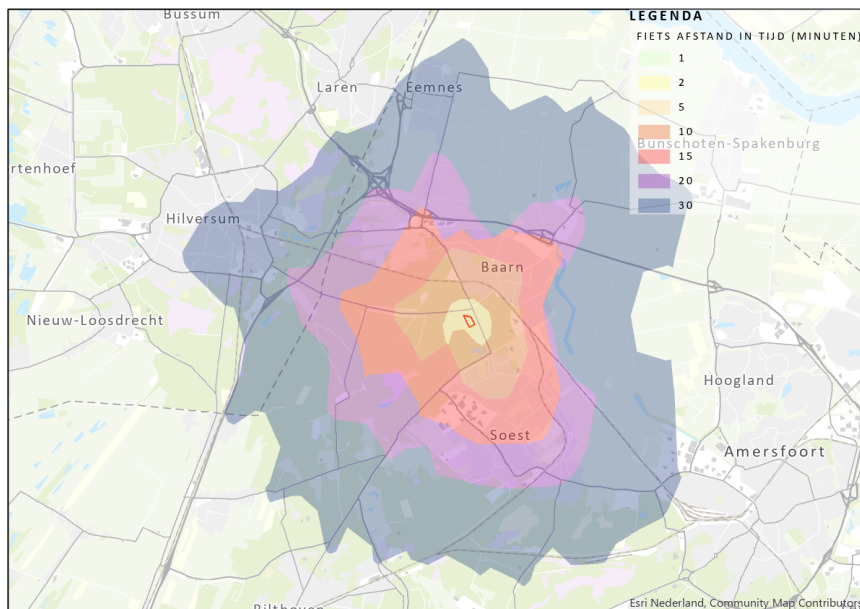 Bussum
LEGENDA
FIETS AFSTAND IN TIJD (MINUTEN)
1
2
5
10
15
20
30
Laren
Eemnes
Bunschoten-Spakenburg
rtenhoef
Hilversum
Baarn
Nieuw-Loosdrecht
Hoogland
Soest
Amersfoort
Bilthoven
Esri Nederland, Community Map Contributors